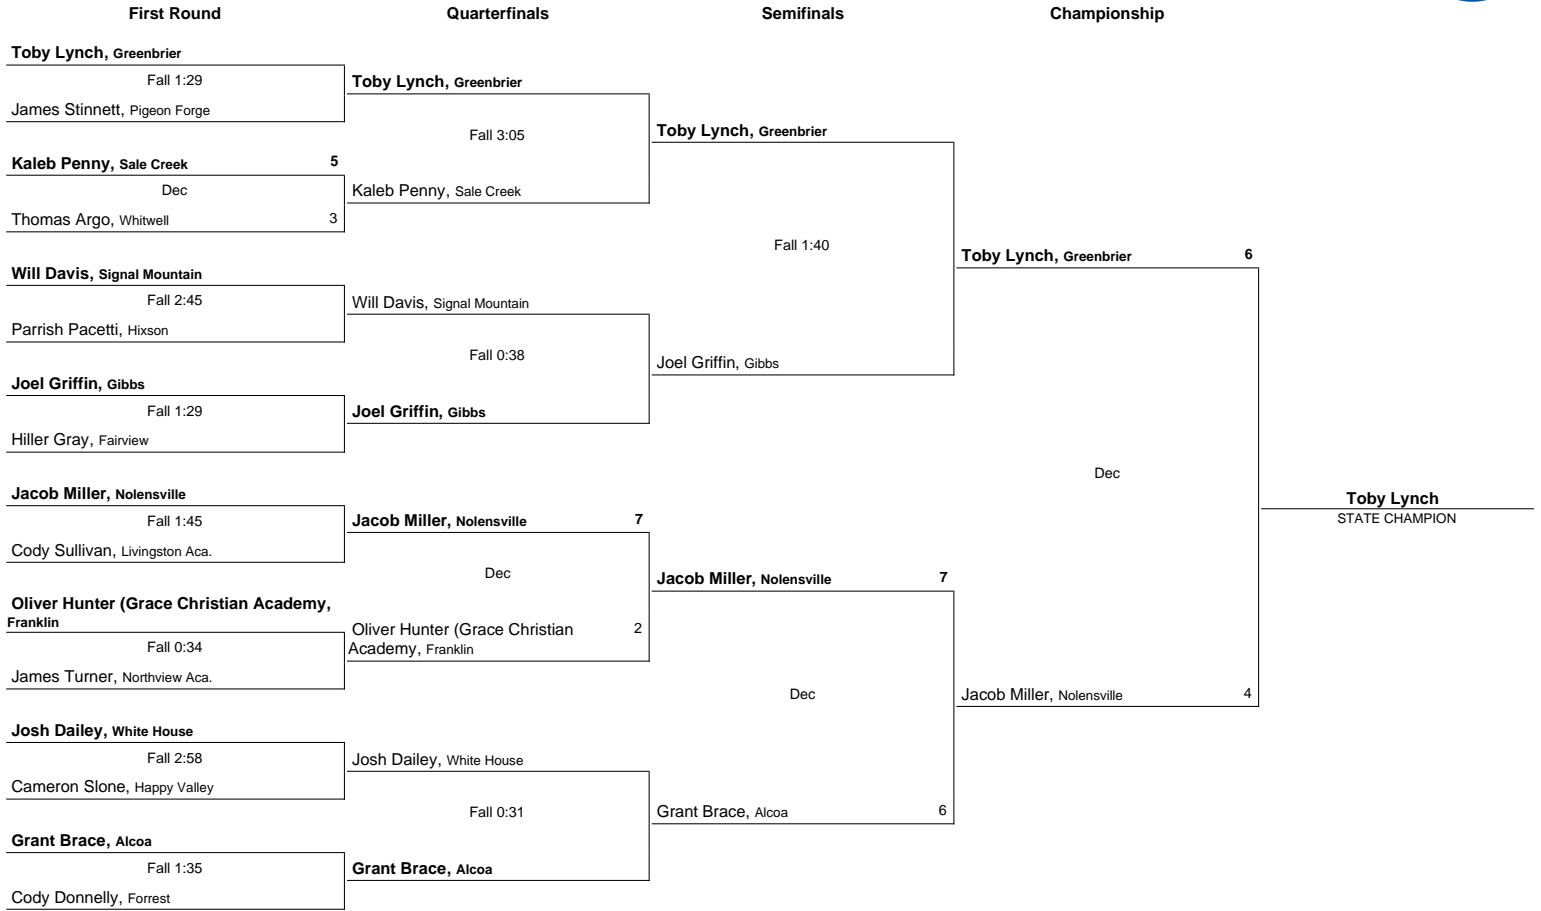 First Round Quarterfinals Semifinals Championship
Toby Lynch, Greenbrier
Fall 1:29
James Stinnett, Pigeon Forge
Kaleb Penny, Sale Creek 5
Dec
Thomas Argo, Whitwell 3
Will Davis, Signal Mountain
Fall 2:45
Parrish Pacetti, Hixson
Joel Griffin, Gibbs
Fall 1:29
Hiller Gray, Fairview
Jacob Miller, Nolensville
Fall 1:45
Cody Sullivan, Livingston Aca.
Oliver Hunter (Grace Christian Academy,
Franklin
Fall 0:34
James Turner, Northview Aca.
Josh Dailey, White House
Fall 2:58
Cameron Slone, Happy Valley
Grant Brace, Alcoa
Fall 1:35
Cody Donnelly, Forrest
Toby Lynch, Greenbrier
Fall 3:05
Kaleb Penny, Sale Creek
Will Davis, Signal Mountain
Fall 0:38
Joel Griffin, Gibbs
Jacob Miller, Nolensville 7
Dec
Oliver Hunter (Grace Christian 2
Academy, Franklin
Josh Dailey, White House
Fall 0:31
Grant Brace, Alcoa
Toby Lynch, Greenbrier
Fall 1:40
Joel Griffin, Gibbs
Jacob Miller, Nolensville 7
Dec
Grant Brace, Alcoa 6
Toby Lynch, Greenbrier 6
Dec
Jacob Miller, Nolensville 4
Toby Lynch
STATE CHAMPION